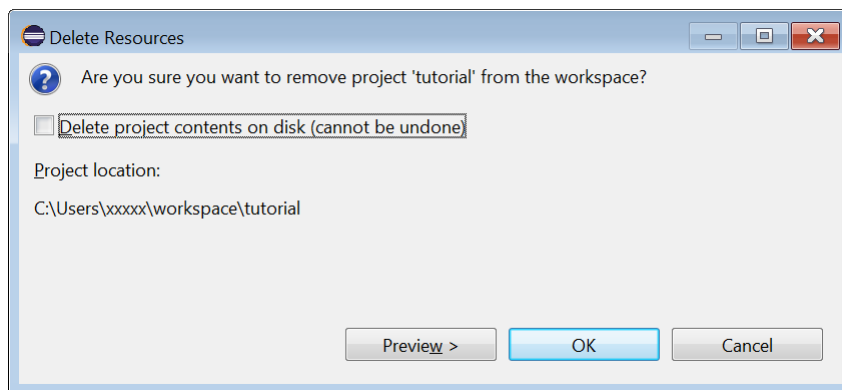 Delete Resources
Are you sure you want to remove project 'tutorial' from the workspace?
Delete project contents on disk (cannot be undone)
Project location:
C:\Users\xxxxx\workspace\tutorial
Preview >
OK
Cancel